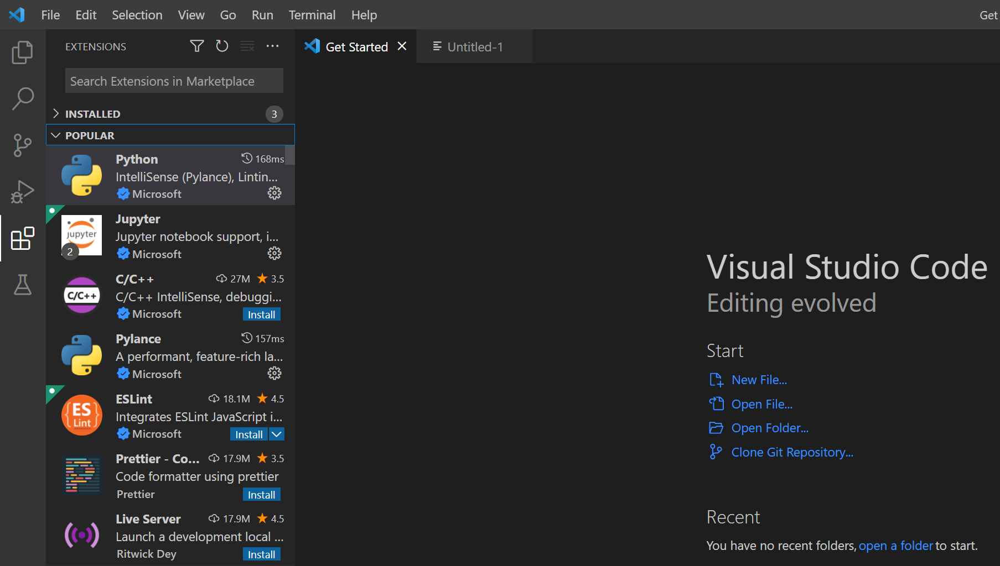 File Edit Selection View Go Run Terminal Help
Get
EXTENSIONS
Get Started
Untitled-1
Search Extensions in Marketplace
INSTALLED 3
POPULAR
Python 168ms
IntelliSense (Pylance), Lintin...
Microsoft
Jupyter
Jupyter notebook support, i...
jupyter
2
Microsoft
C/C++ 27M 3.5
C/C++ IntelliSense, debuggi...
C/C++
Microsoft Install
Pylance 157ms
A performant, feature-rich la...
Microsoft
ESLint 18.1M 4.5
ES
Lint
Integrates ESLint JavaScript i...
Microsoft Install
Prettier - Co... 17.9M 3.5
Code formatter using prettier
Prettier Install
Live Server 17.9M 4.5
Launch a development local ...
Ritwick Dey Install
Visual Studio Code
Editing evolved
Start
New File...
Open File...
Open Folder...
Clone Git Repository...
Recent
You have no recent folders, open a folder to start.